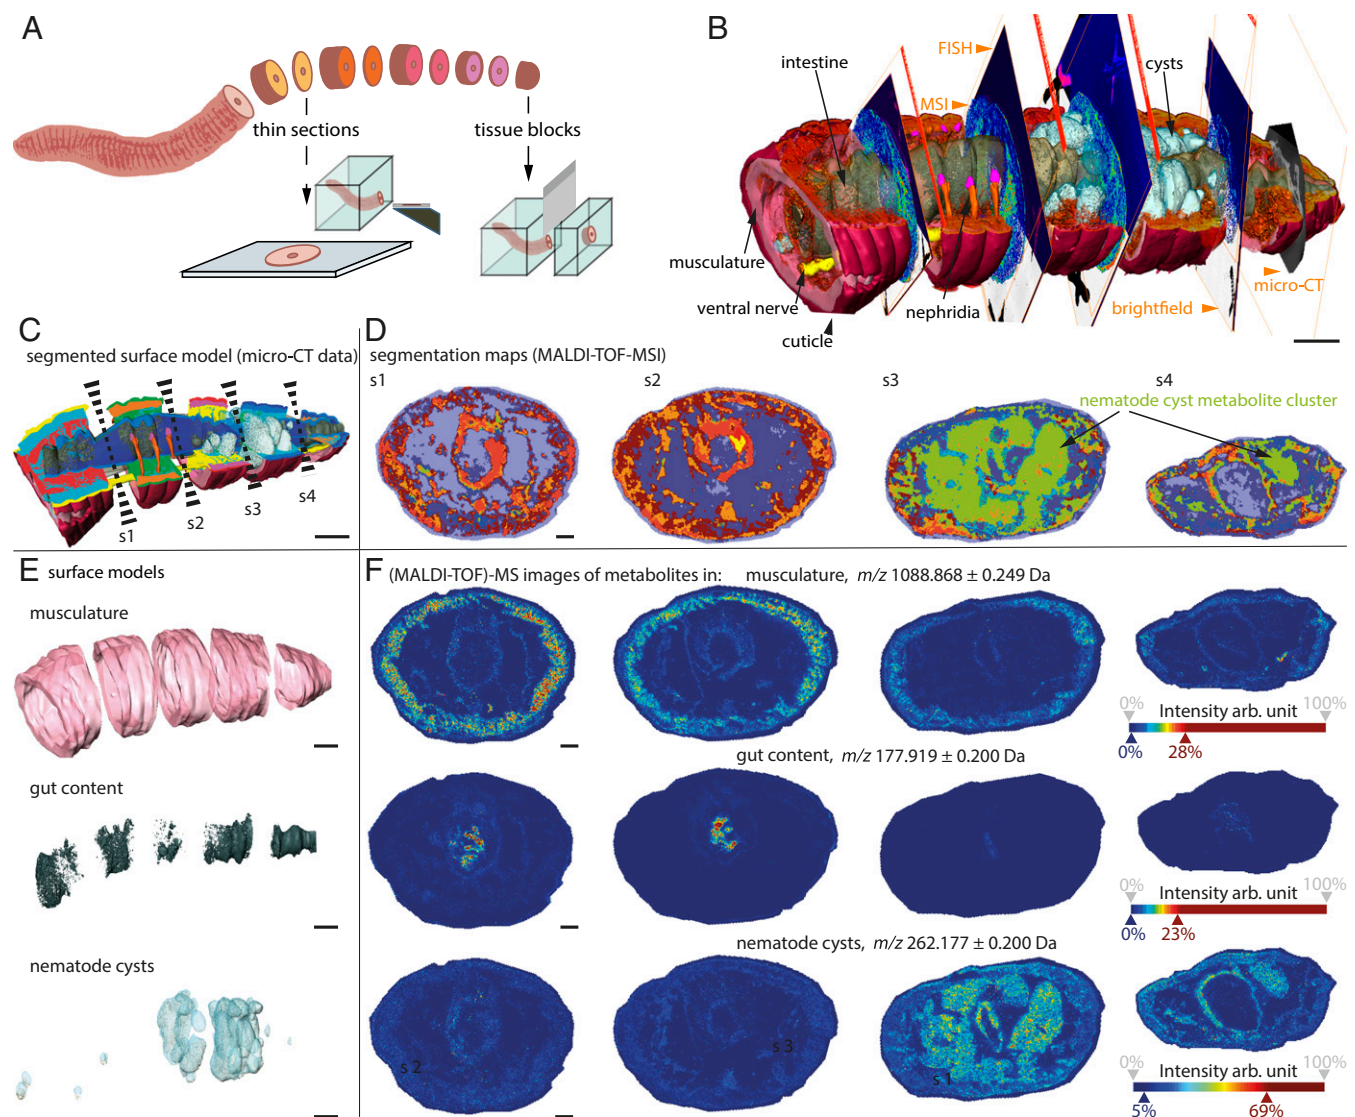 A
thin sections
tissue blocks
B
FISH
intestine
cysts
MSI
musculature
ventral nerve
nephridia
cuticle
micro-CT
brightfield
C
segmented surface model (micro-CT data)
s1
s2
s3
s4
D
segmentation maps (MALDI-TOF-MSI)
s1
s2
s3
s4
nematode cyst metabolite cluster
E surface models
musculature
gut content
nematode cysts
F (MALDI-TOF)-MS images of metabolites in: musculature, m/z 1088.868 ± 0.249 Da
0% 100%
Intensity arb. unit
0% 28%
gut content, m/z 177.919 ± 0.200 Da
0% 100%
Intensity arb. unit
0% 23%
nematode cysts, m/z 262.177 ± 0.200 Da
s 2
s 3
s 1
0% 100%
Intensity arb. unit
5% 69%